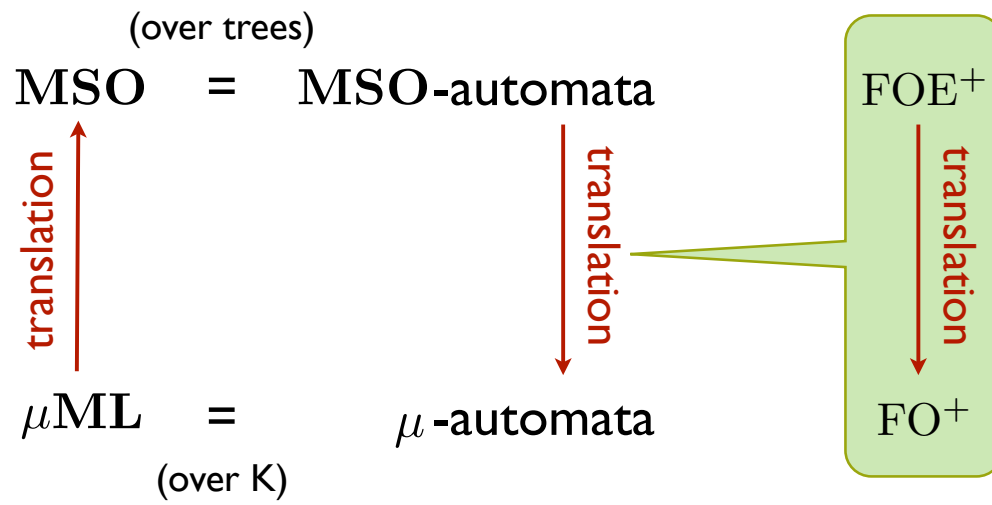 (over trees)
MSO = MSO-automata
FOE⁺
translation
translation
translation
μML = μ-automata
FO⁺
(over K)